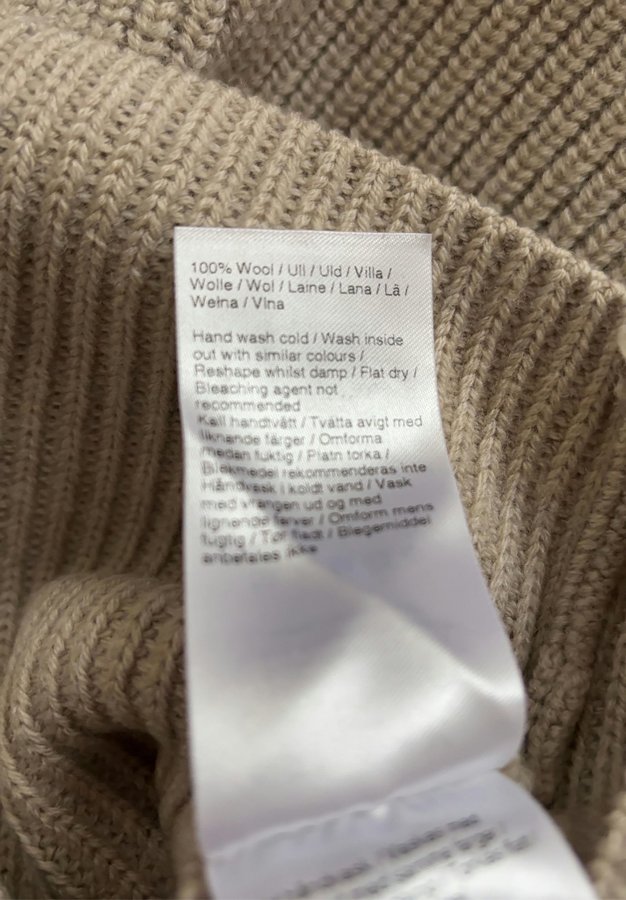 100% Wool / Ull / Uld / Villa /
Wolle / Wol / Laine / Lana / Lã /
Wełna / Vlna
Hand wash cold / Wash inside
out with similar colours /
Reshape whilst damp / Flat dry /
Bleaching agent not
recommended
Kall handtvätt / Tvätta avigt med
liknande färger / Omforma
medan fuktig / Plan torka /
Blekmedel rekommenderas inte
Håndvask i koldt vand / Vask
med vrangen ud og med
lignende farver / Omform mens
fugtig / Tør fladt / Blegemiddel
anbefales ikke